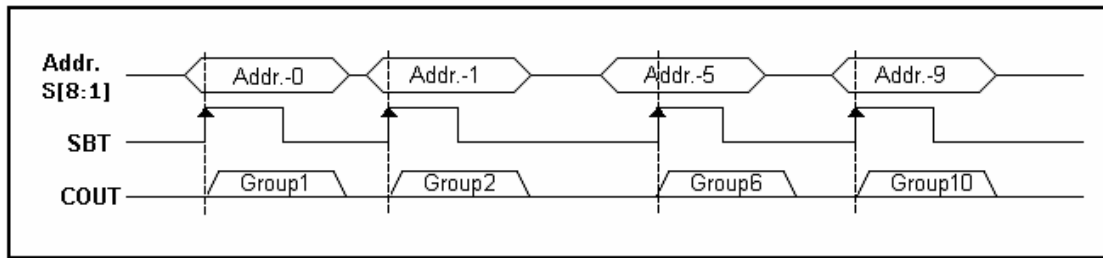 Addr.
S[8:1]
Addr.-0 Addr.-1 Addr.-5 Addr.-9
SBT
COUT
Group1 Group2 Group6 Group10